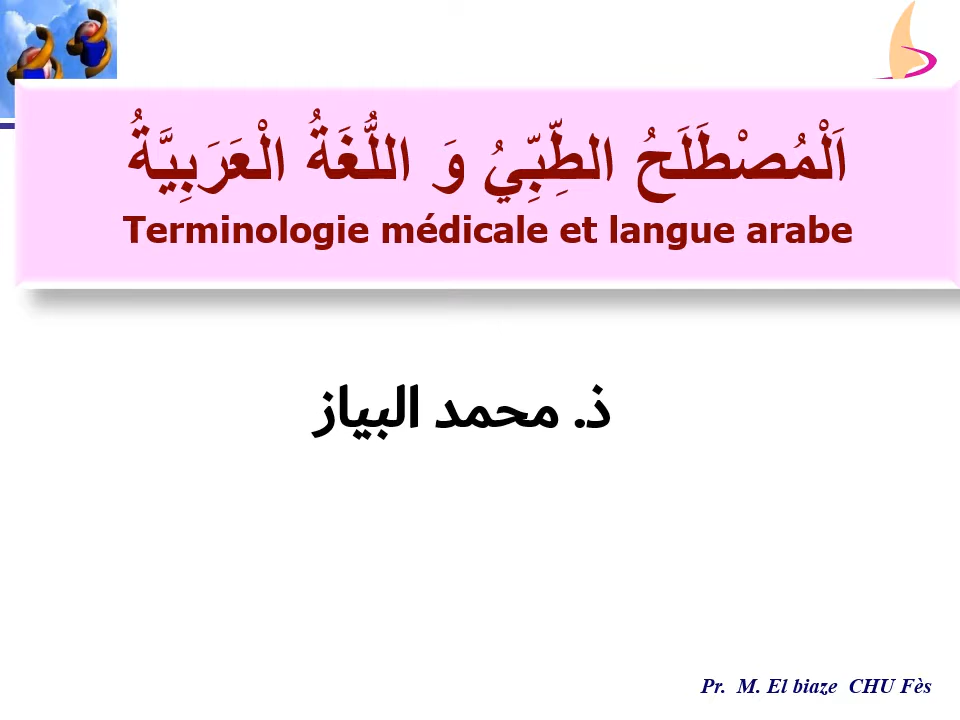 اَلْمُصْطَلَحُ الطِّبِّيُ وَ اللُّغَةُ الْعَرَبِيَّةُ
Terminologie médicale et langue arabe
ذ. محمد البياز
Pr. M. El biaze CHU Fès